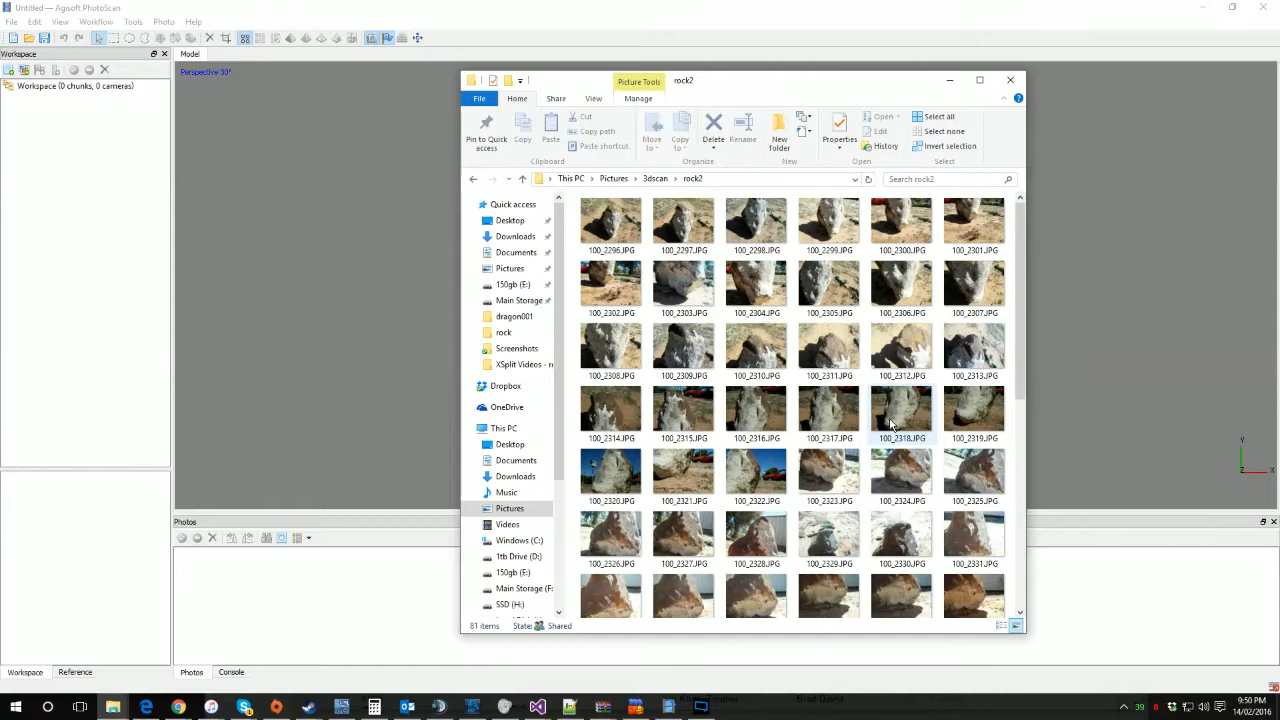 Untitled — Agisoft PhotoScan
File Edit View Workflow Tools Photo Help
Workspace
Model
Workspace (0 chunks, 0 cameras)
Perspective 30°
Picture Tools
rock2
File Home Share View Manage
Pin to Quick access
Copy
Paste
Cut
Copy path
Paste shortcut
Clipboard
Move to
Copy to
Delete
Rename
Organize
New folder
New
Properties
Open
Edit
History
Open
Select all
Select none
Invert selection
Select
This PC > Pictures > 3dscan > rock2
Search rock2
Quick access
Desktop
Downloads
Documents
Pictures
150gb (E:)
Main Storage
dragon001
rock
Screenshots
XSplit Videos - r
Dropbox
OneDrive
This PC
Desktop
Documents
Downloads
Music
Pictures
Videos
Windows (C:)
1tb Drive (D:)
150gb (E:)
Main Storage (F:
SSD (H:)
100_2296.JPG 100_2297.JPG 100_2298.JPG 100_2299.JPG 100_2300.JPG 100_2301.JPG
100_2302.JPG 100_2303.JPG 100_2304.JPG 100_2305.JPG 100_2306.JPG 100_2307.JPG
100_2308.JPG 100_2309.JPG 100_2310.JPG 100_2311.JPG 100_2312.JPG 100_2313.JPG
100_2314.JPG 100_2315.JPG 100_2316.JPG 100_2317.JPG 100_2318.JPG 100_2319.JPG
100_2320.JPG 100_2321.JPG 100_2322.JPG 100_2323.JPG 100_2324.JPG 100_2325.JPG
100_2326.JPG 100_2327.JPG 100_2328.JPG 100_2329.JPG 100_2330.JPG 100_2331.JPG
81 items State: Shared
Y
Z X
Photos
Workspace Reference
Photos Console
39 0
9:50 PM
14/02/2016